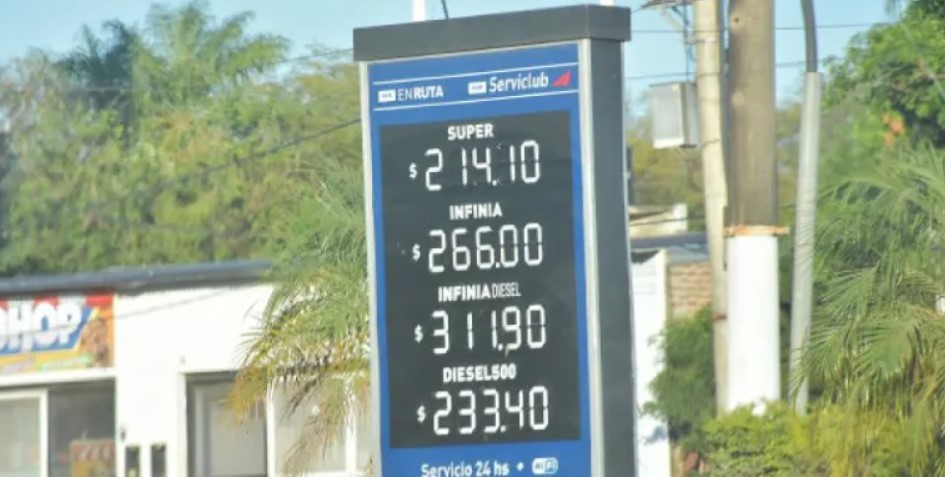 EN RUTA Serviclub
SUPER
$ 214.10
INFINIA
$ 266.00
INFINIA DIESEL
$ 311.90
DIESEL500
$ 233.40
Servicio 24 hs •
HOP